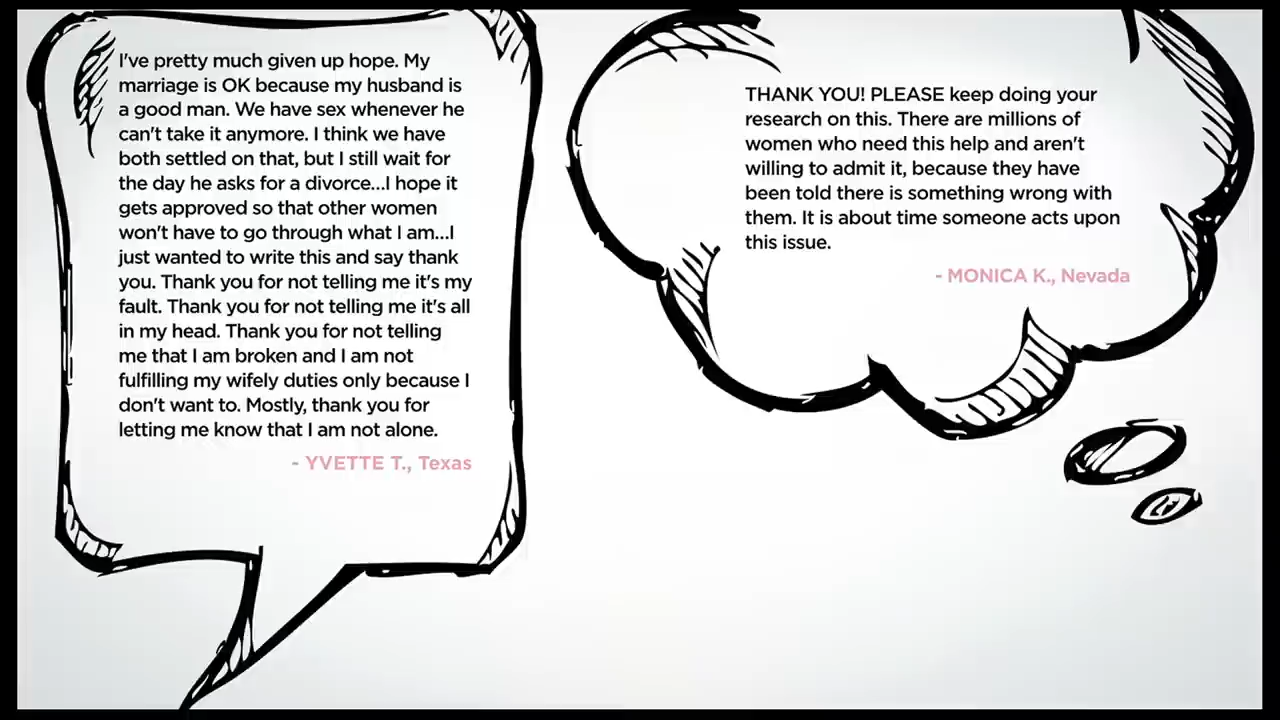 I've pretty much given up hope. My
marriage is OK because my husband is
a good man. We have sex whenever he
can't take it anymore. I think we have
both settled on that, but I still wait for
the day he asks for a divorce...I hope it
gets approved so that other women
won't have to go through what I am...I
just wanted to write this and say thank
you. Thank you for not telling me it's my
fault. Thank you for not telling me it's all
in my head. Thank you for not telling
me that I am broken and I am not
fulfilling my wifely duties only because I
don't want to. Mostly, thank you for
letting me know that I am not alone.
- YVETTE T., Texas
THANK YOU! PLEASE keep doing your
research on this. There are millions of
women who need this help and aren't
willing to admit it, because they have
been told there is something wrong with
them. It is about time someone acts upon
this issue.
- MONICA K., Nevada